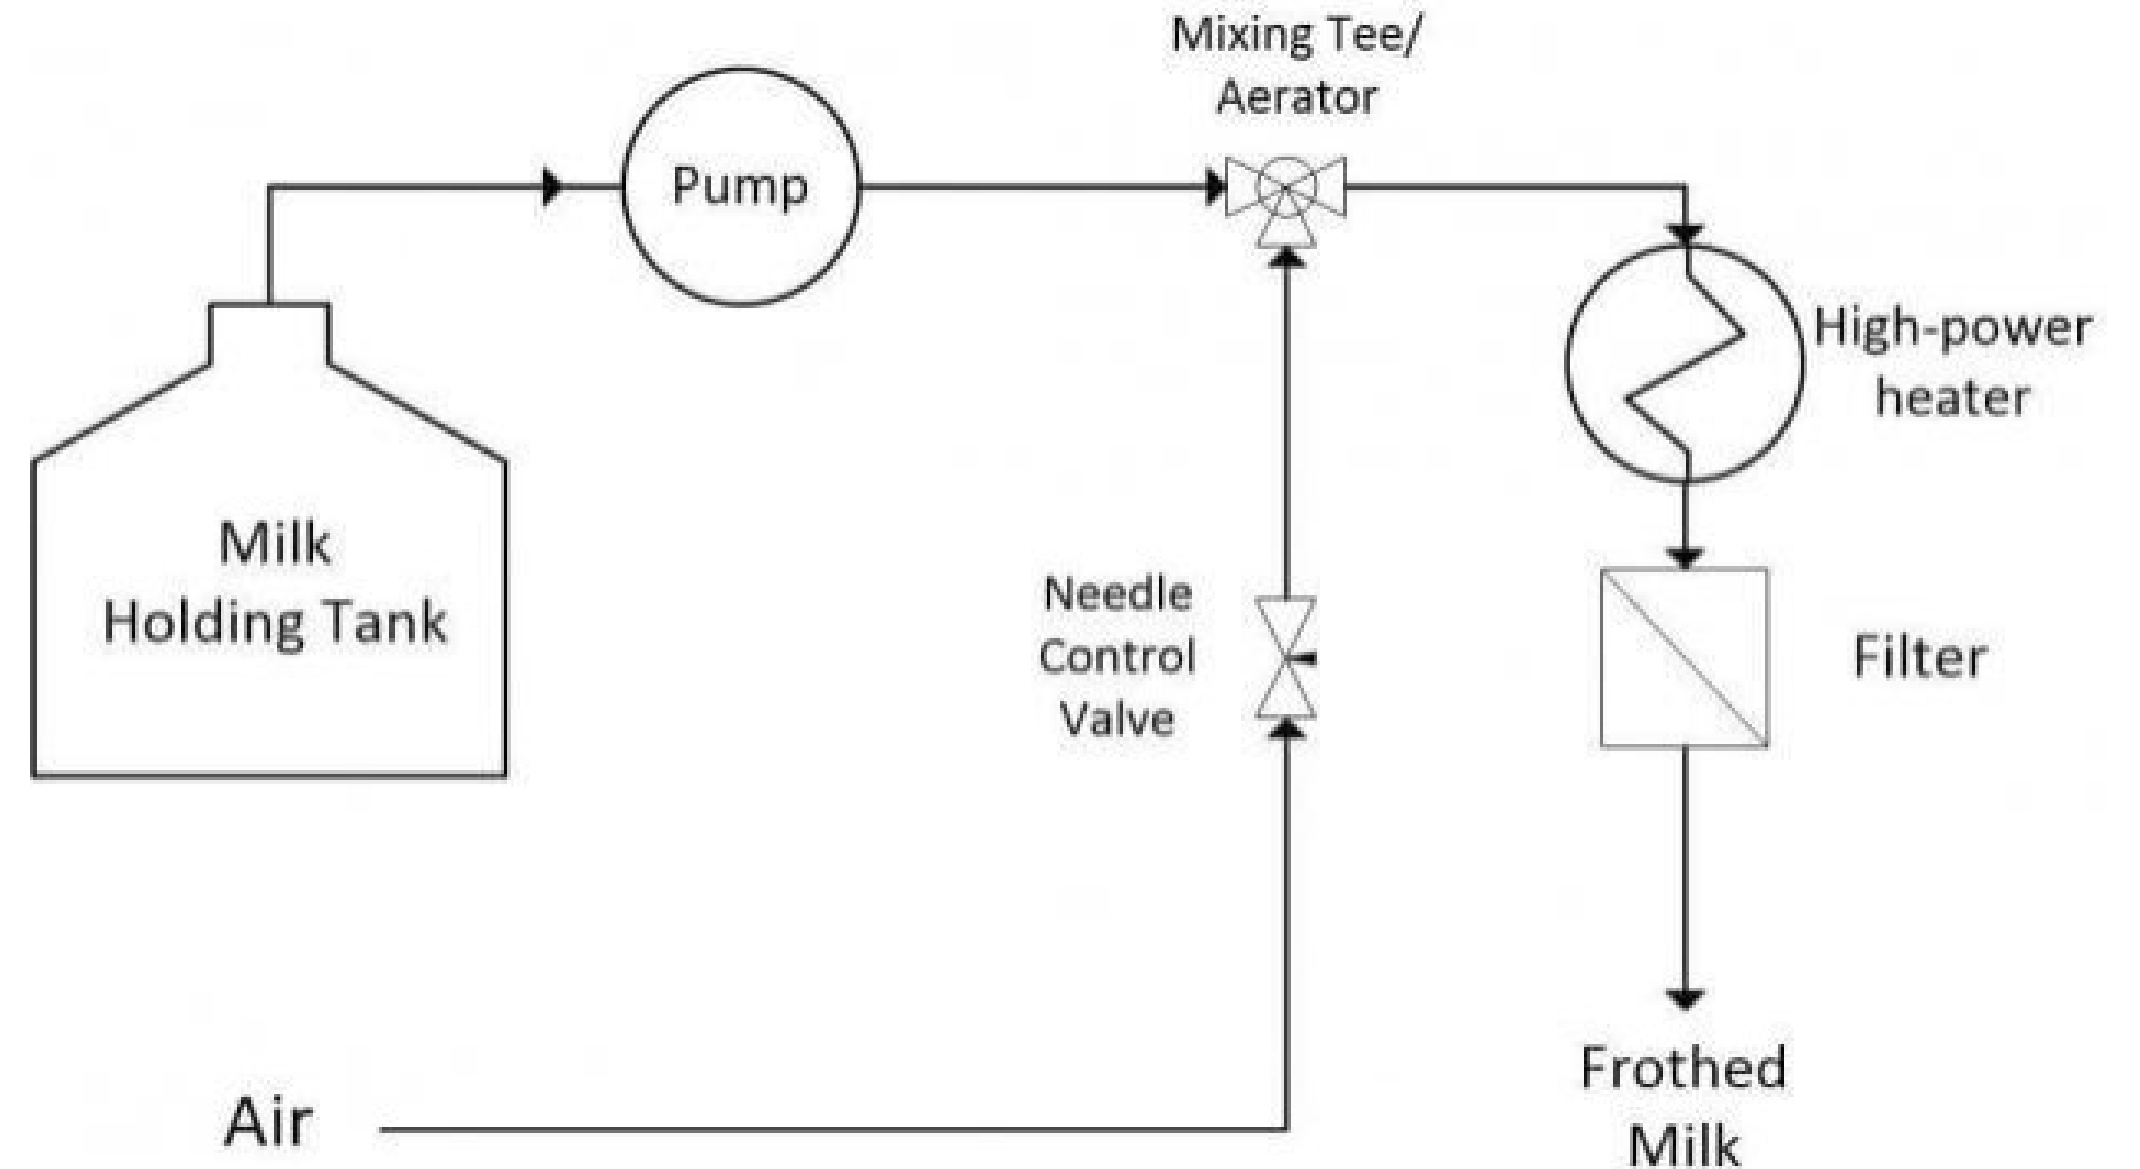 Mixing Tee/
Aerator
Pump
High-power
heater
Milk
Holding Tank
Needle
Control
Valve
Filter
Frothed
Milk
Air